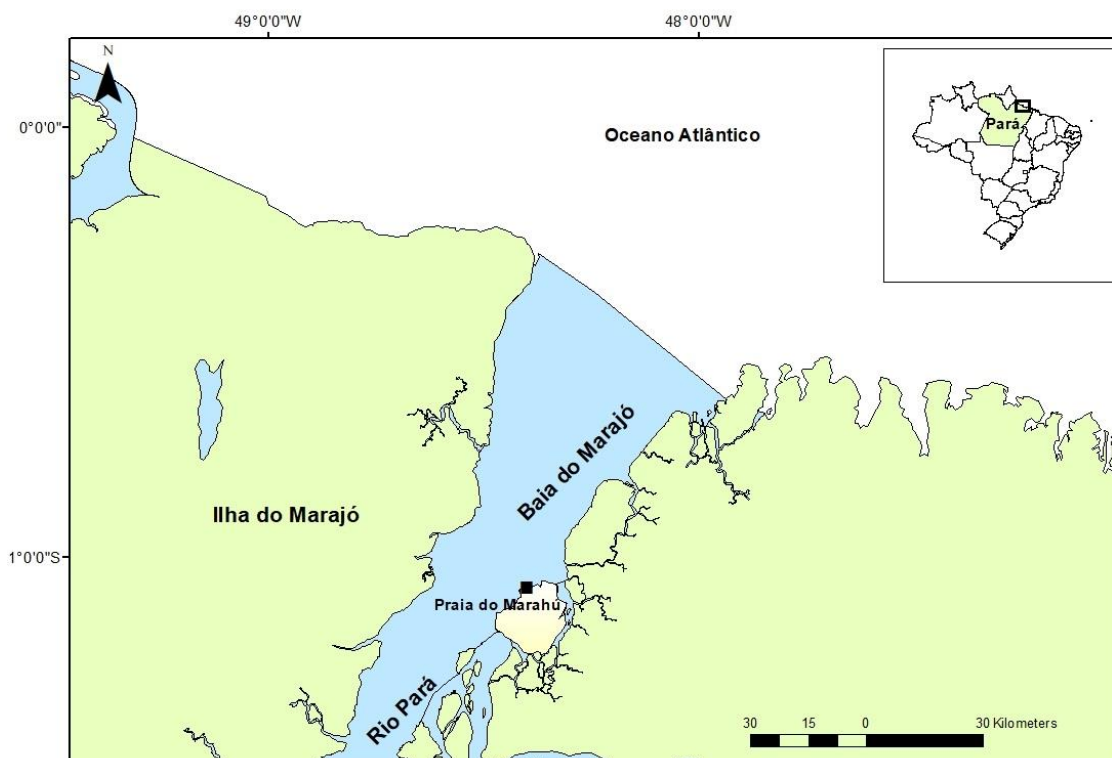 49°0'0"W
48°0'0"W
N
0°0'0"
Oceano Atlântico
Pará
Baia do Marajó
Ilha do Marajó
1°0'0"S
Praia do Marahú
Rio Pará
30 15 0 30 Kilometers